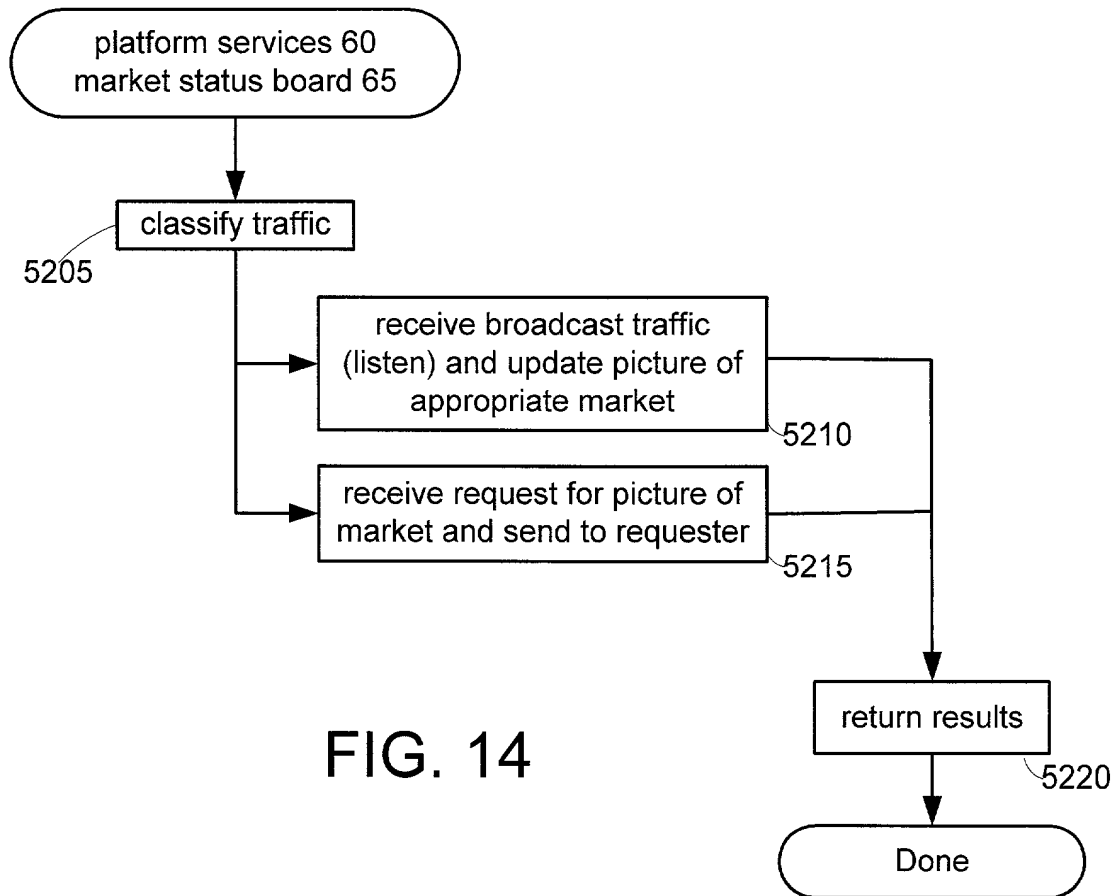 platform services 60
market status board 65
classify traffic
5205
receive broadcast traffic
(listen) and update picture of
appropriate market
5210
receive request for picture of
market and send to requester
5215
return results
5220
FIG. 14
Done